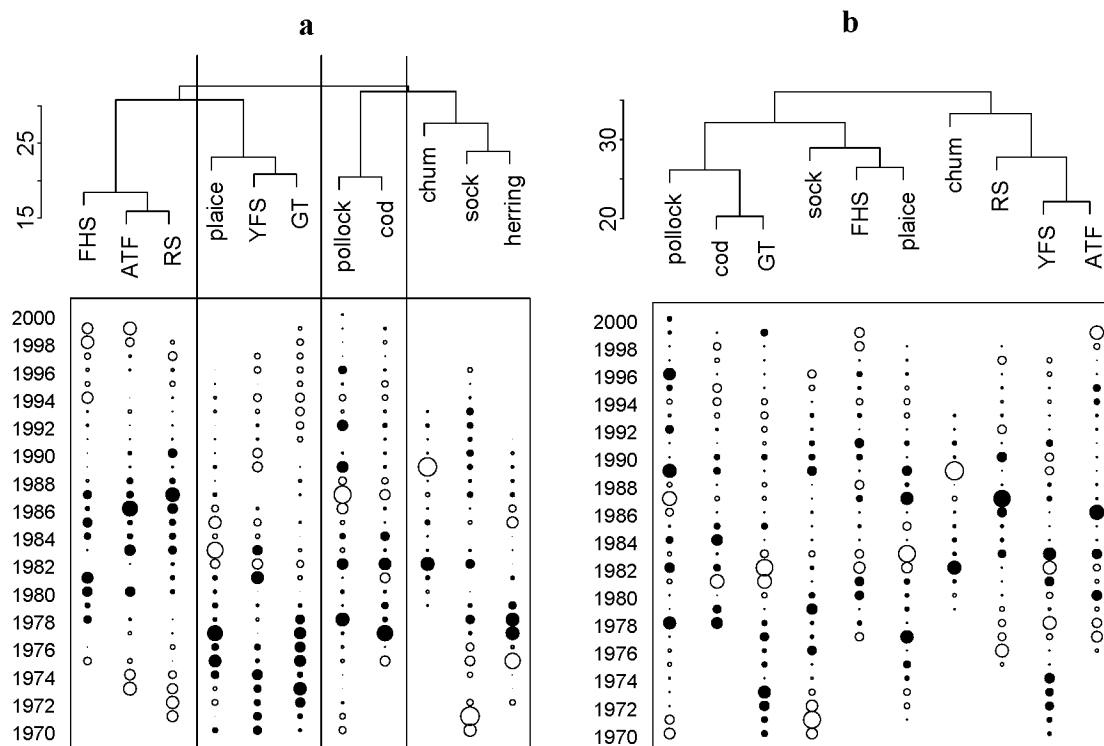 a
b
25
15
FHS
ATF
RS
plaice
YFS
GT
pollock
cod
chum
sock
herring
2000
1998
1996
1994
1992
1990
1988
1986
1984
1982
1980
1978
1976
1974
1972
1970
30
20
pollock
cod
GT
sock
FHS
plaice
chum
RS
YFS
ATF
2000
1998
1996
1994
1992
1990
1988
1986
1984
1982
1980
1978
1976
1974
1972
1970